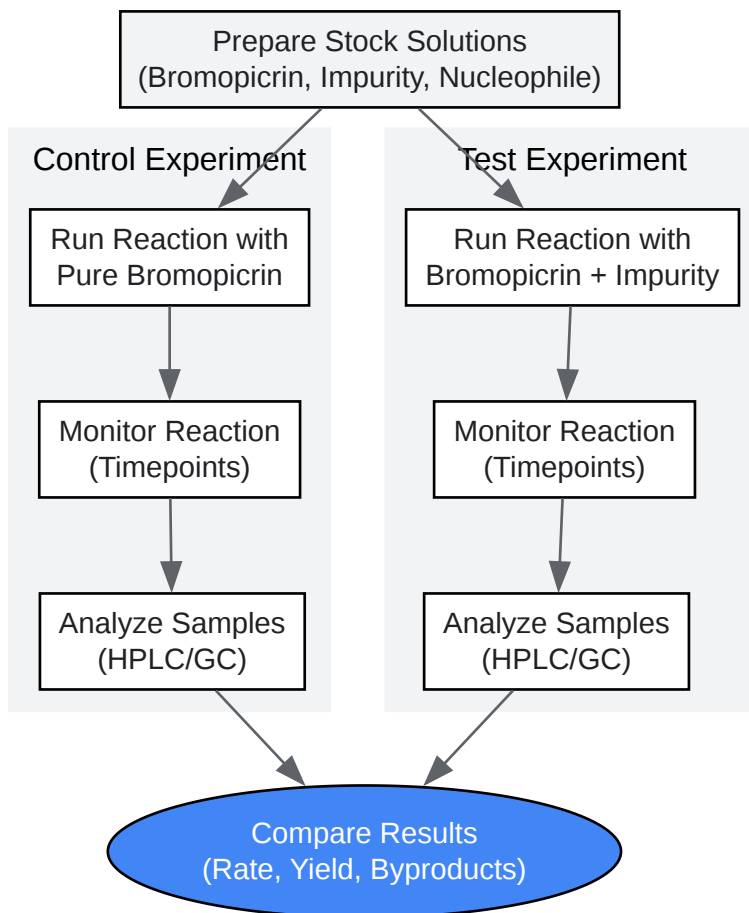 Prepare Stock Solutions
(Bromopicrin, Impurity, Nucleophile)
Control Experiment
Run Reaction with
Pure Bromopicrin
Monitor Reaction
(Timepoints)
Analyze Samples
(HPLC/GC)
Test Experiment
Run Reaction with
Bromopicrin + Impurity
Monitor Reaction
(Timepoints)
Analyze Samples
(HPLC/GC)
Compare Results
(Rate, Yield, Byproducts)